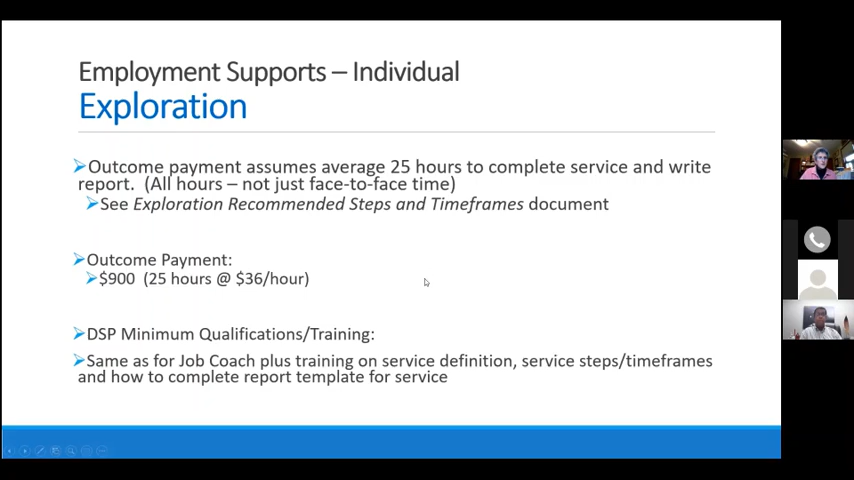 Employment Supports – Individual
Exploration
Outcome payment assumes average 25 hours to complete service and write
report. (All hours – not just face-to-face time)
See Exploration Recommended Steps and Timeframes document
Outcome Payment:
$900 (25 hours @ $36/hour)
DSP Minimum Qualifications/Training:
Same as for Job Coach plus training on service definition, service steps/timeframes
and how to complete report template for service